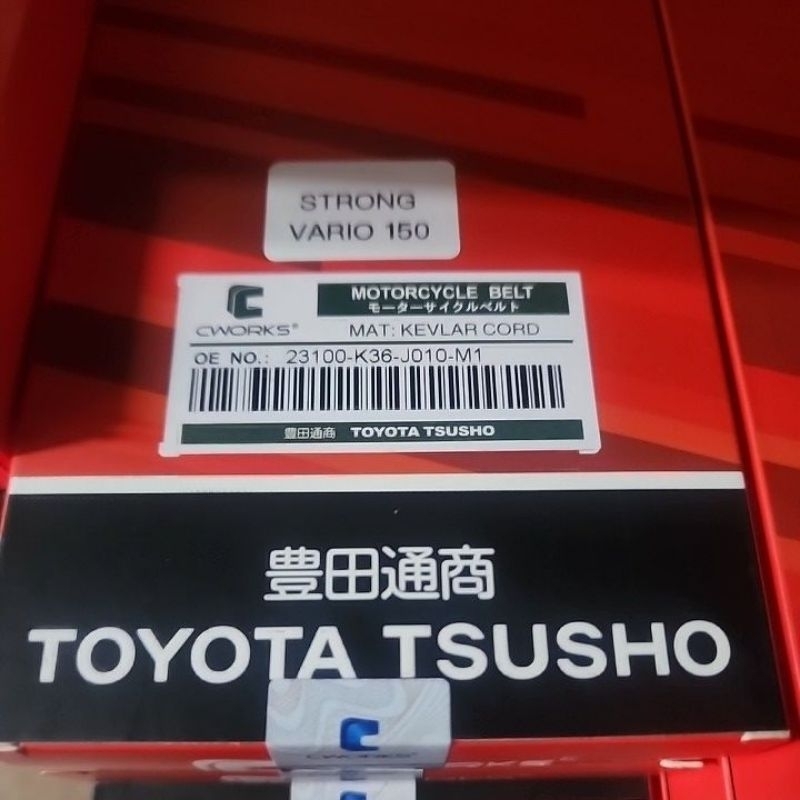 STRONG
VARIO 150
CWORKS®
MOTORCYCLE BELT
モーターサイクルベルト
MAT: KEVLAR CORD
OE NO.: 23100-K36-J010-M1
豊田通商 TOYOTA TSUSHO
豊田通商
TOYOTA TSUSHO
CWORKS